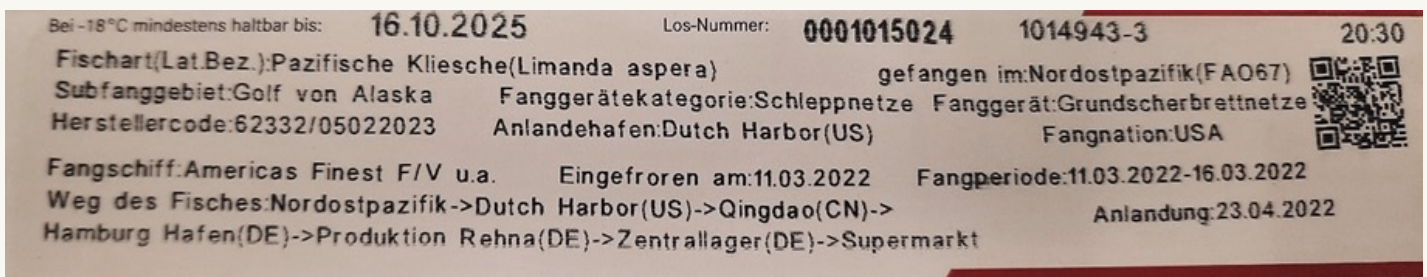 Bei -18°C mindestens haltbar bis: 16.10.2025 Los-Nummer: 0001015024 1014943-3 20:30
Fischart(Lat.Bez.):Pazifische Kliesche(Limanda aspera) gefangen im:Nordostpazifik(FAO67)
Subfanggebiet:Golf von Alaska Fanggerätekategorie:Schleppnetze Fanggerät:Grundscherbrettnetze
Herstellercode:62332/05022023 Anlandehafen:Dutch Harbor(US) Fangnation:USA
Fangschiff:Americas Finest F/V u.a. Eingefroren am:11.03.2022 Fangperiode:11.03.2022-16.03.2022
Weg des Fisches:Nordostpazifik->Dutch Harbor(US)->Qingdao(CN)-> Anlandung:23.04.2022
Hamburg Hafen(DE)->Produktion Rehna(DE)->Zentrallager(DE)->Supermarkt